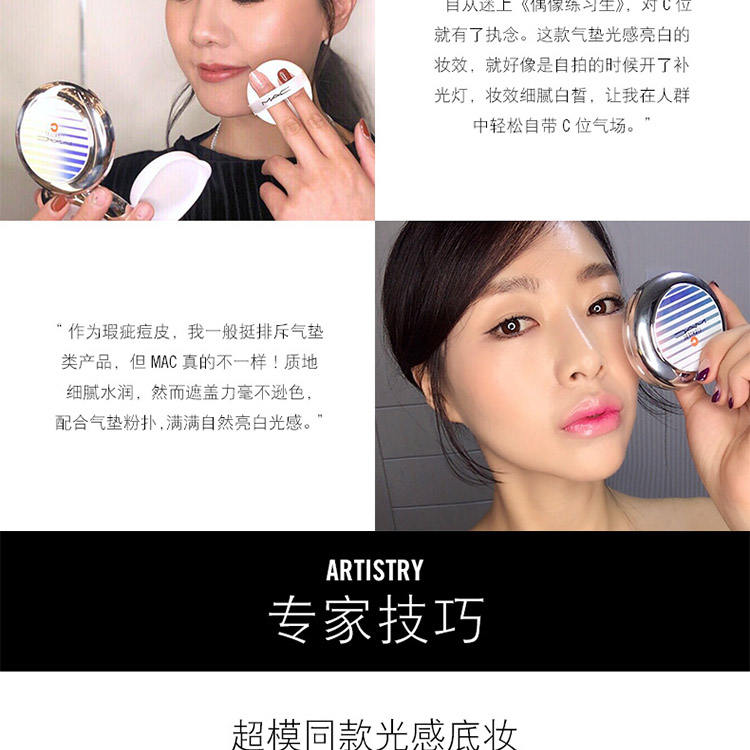 自从迷上《偶像练习生》，对 C 位
就有了执念。这款气垫光感亮白的
妆效，就好像是自拍的时候开了补
光灯，妆效细腻白皙，让我在人群
中轻松自带 C 位气场。”
MAC
“ 作为瑕疵痘皮，我一般挺排斥气垫
类产品，但 MAC 真的不一样！质地
细腻水润，然而遮盖力毫不逊色，
配合气垫粉扑,满满自然亮白光感。”
MAC
ARTISTRY
专家技巧
超模同款光感底妆